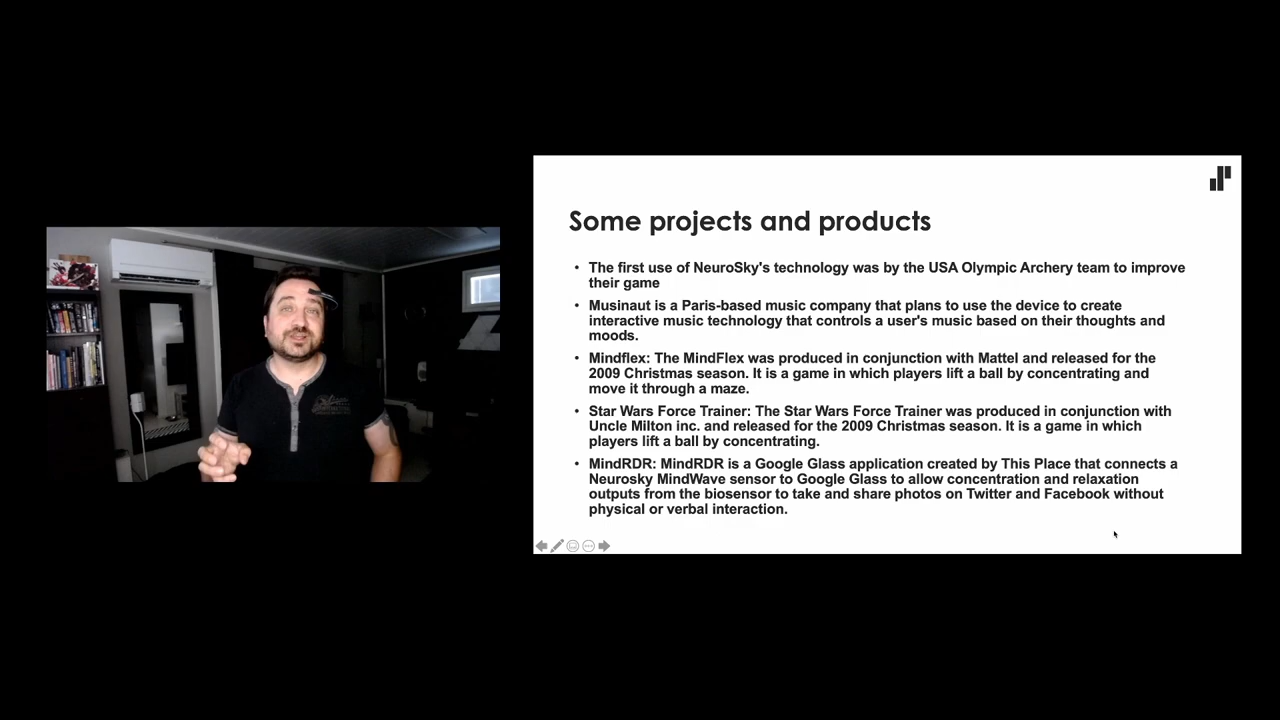 Some projects and products
• The first use of NeuroSky's technology was by the USA Olympic Archery team to improve
their game
• Musinaut is a Paris-based music company that plans to use the device to create
interactive music technology that controls a user's music based on their thoughts and
moods.
• Mindflex: The MindFlex was produced in conjunction with Mattel and released for the
2009 Christmas season. It is a game in which players lift a ball by concentrating and
move it through a maze.
• Star Wars Force Trainer: The Star Wars Force Trainer was produced in conjunction with
Uncle Milton inc. and released for the 2009 Christmas season. It is a game in which
players lift a ball by concentrating.
• MindRDR: MindRDR is a Google Glass application created by This Place that connects a
Neurosky MindWave sensor to Google Glass to allow concentration and relaxation
outputs from the biosensor to take and share photos on Twitter and Facebook without
physical or verbal interaction.